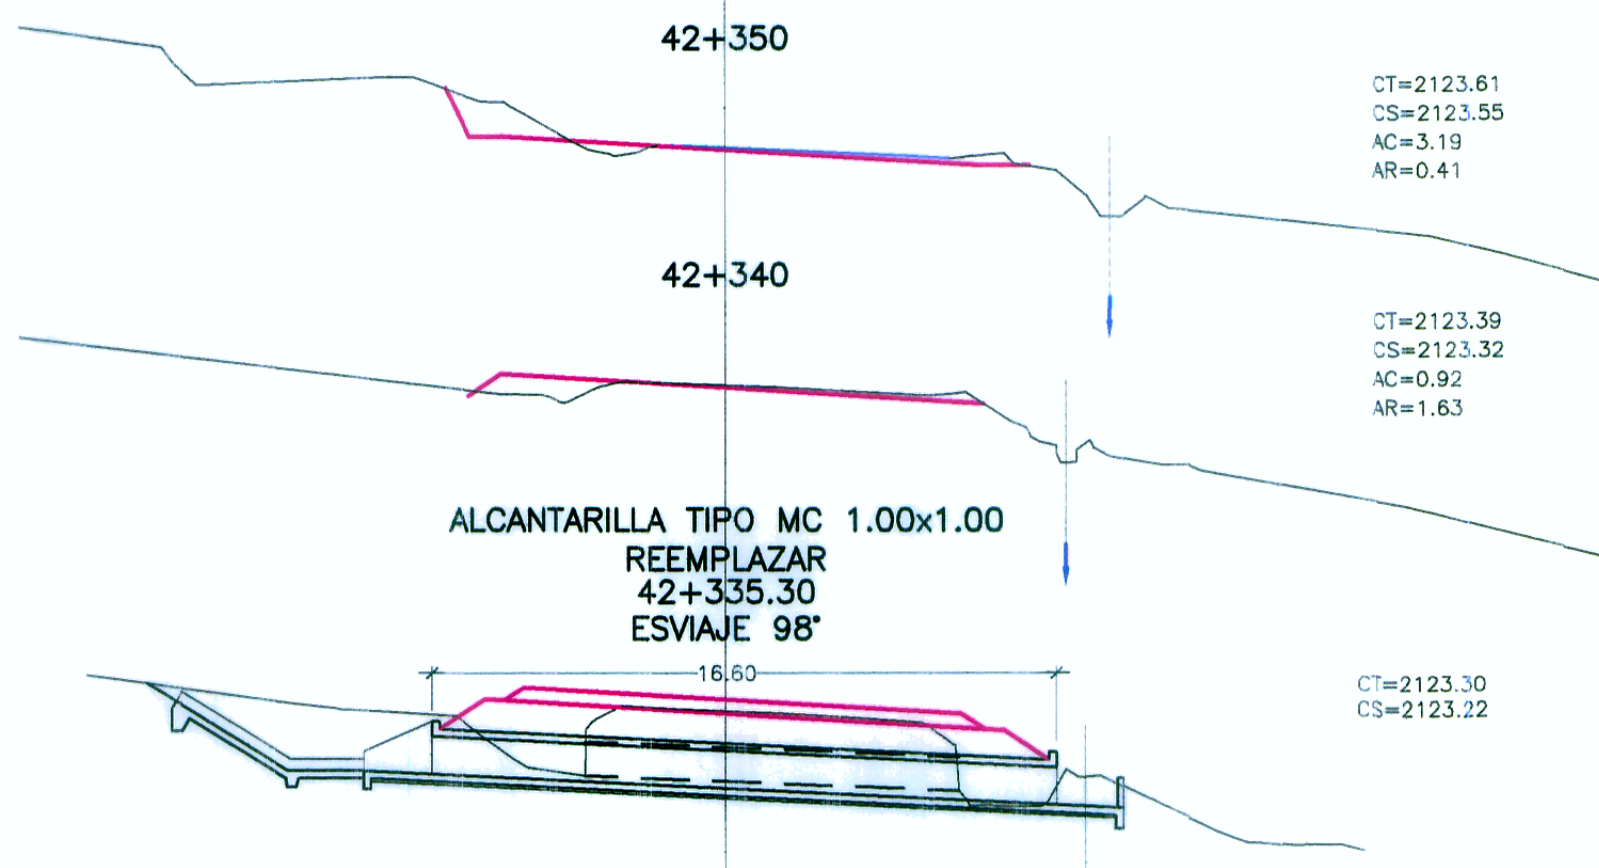 42+350
CT=2123.61
CS=2123.55
AC=3.19
AR=0.41
42+340
CT=2123.39
CS=2123.32
AC=0.92
AR=1.63
ALCANTARILLA TIPO MC 1.00x1.00
REEMPLAZAR
42+335.30
ESVIAJE 98°
16.60
CT=2123.30
CS=2123.22